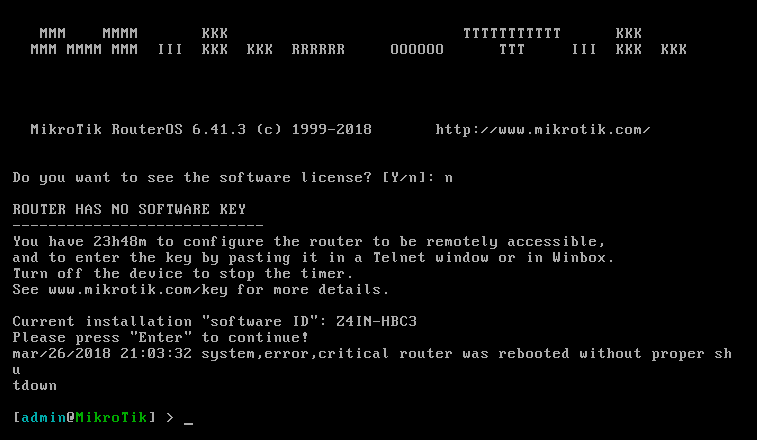 MMM MMMM KKK TTTTTTTTTTT KKK
MMM MMMM MMM III KKK KKK RRRRRR OOOOOO TTT III KKK KKK
MikroTik RouterOS 6.41.3 (c) 1999-2018 http://www.mikrotik.com/
Do you want to see the software license? [Y/n]: n
ROUTER HAS NO SOFTWARE KEY
----------------------------
You have 23h48m to configure the router to be remotely accessible,
and to enter the key by pasting it in a Telnet window or in Winbox.
Turn off the device to stop the timer.
See www.mikrotik.com/key for more details.
Current installation "software ID": Z4IN-HBC3
Please press "Enter" to continue!
mar/26/2018 21:03:32 system,error,critical router was rebooted without proper sh
u
tdown
[admin@MikroTik] > _